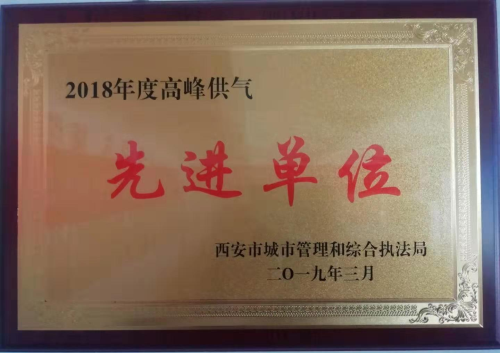 2018年度高峰供气
先进单位
西安市城市管理和综合执法局
二O一九年三月